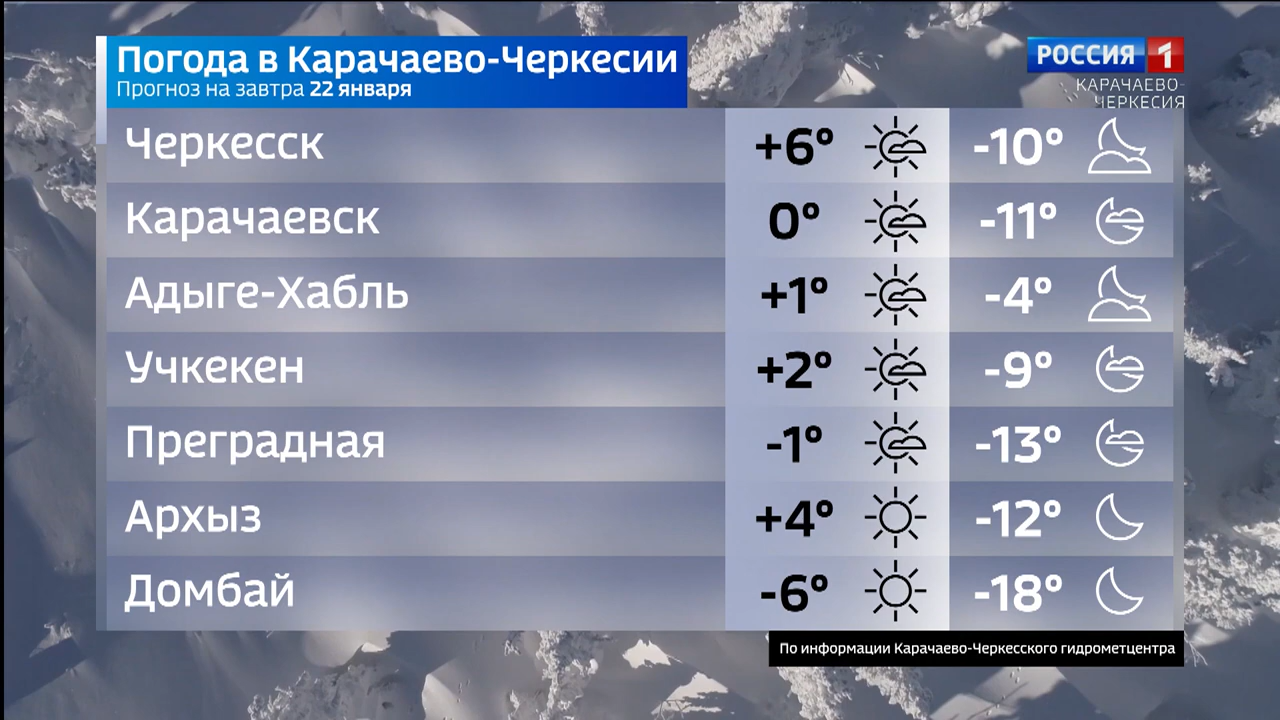 Погода в Карачаево-Черкесии
Прогноз на завтра 22 января
РОССИЯ 1
КАРАЧАЕВО-
ЧЕРКЕСИЯ
Черкесск +6° -10°
Карачаевск 0° -11°
Адыге-Хабль +1° -4°
Учкекен +2° -9°
Преградная -1° -13°
Архыз +4° -12°
Домбай -6° -18°
По информации Карачаево-Черкесского гидрометцентра